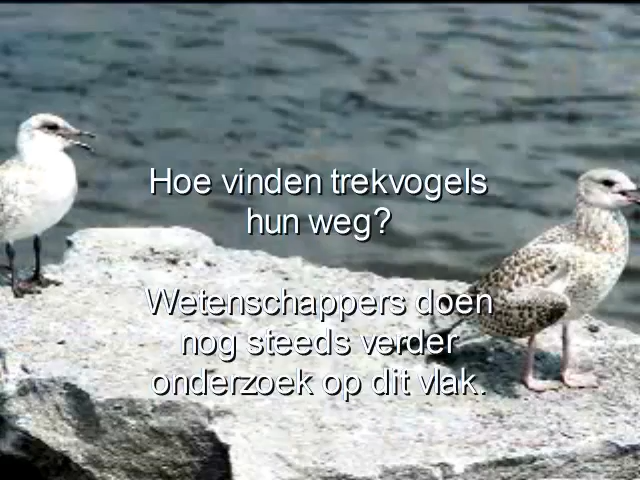 Hoe vinden trekvogels
hun weg?
Wetenschappers doen
nog steeds verder
onderzoek op dit vlak.